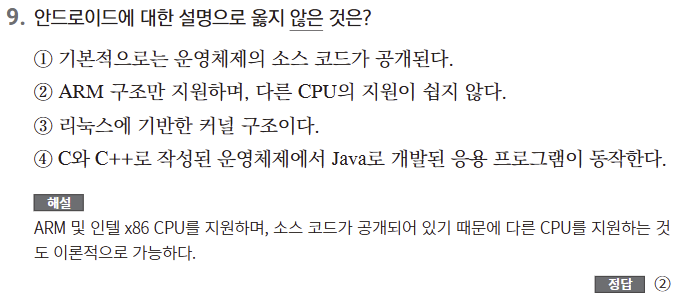 9. 안드로이드에 대한 설명으로 옳지 않은 것은?
① 기본적으로는 운영체제의 소스 코드가 공개된다.
② ARM 구조만 지원하며, 다른 CPU의 지원이 쉽지 않다.
③ 리눅스에 기반한 커널 구조이다.
④ C와 C++로 작성된 운영체제에서 Java로 개발된 응용 프로그램이 동작한다.
해설
ARM 및 인텔 x86 CPU를 지원하며, 소스 코드가 공개되어 있기 때문에 다른 CPU를 지원하는 것
도 이론적으로 가능하다.
정답 ②